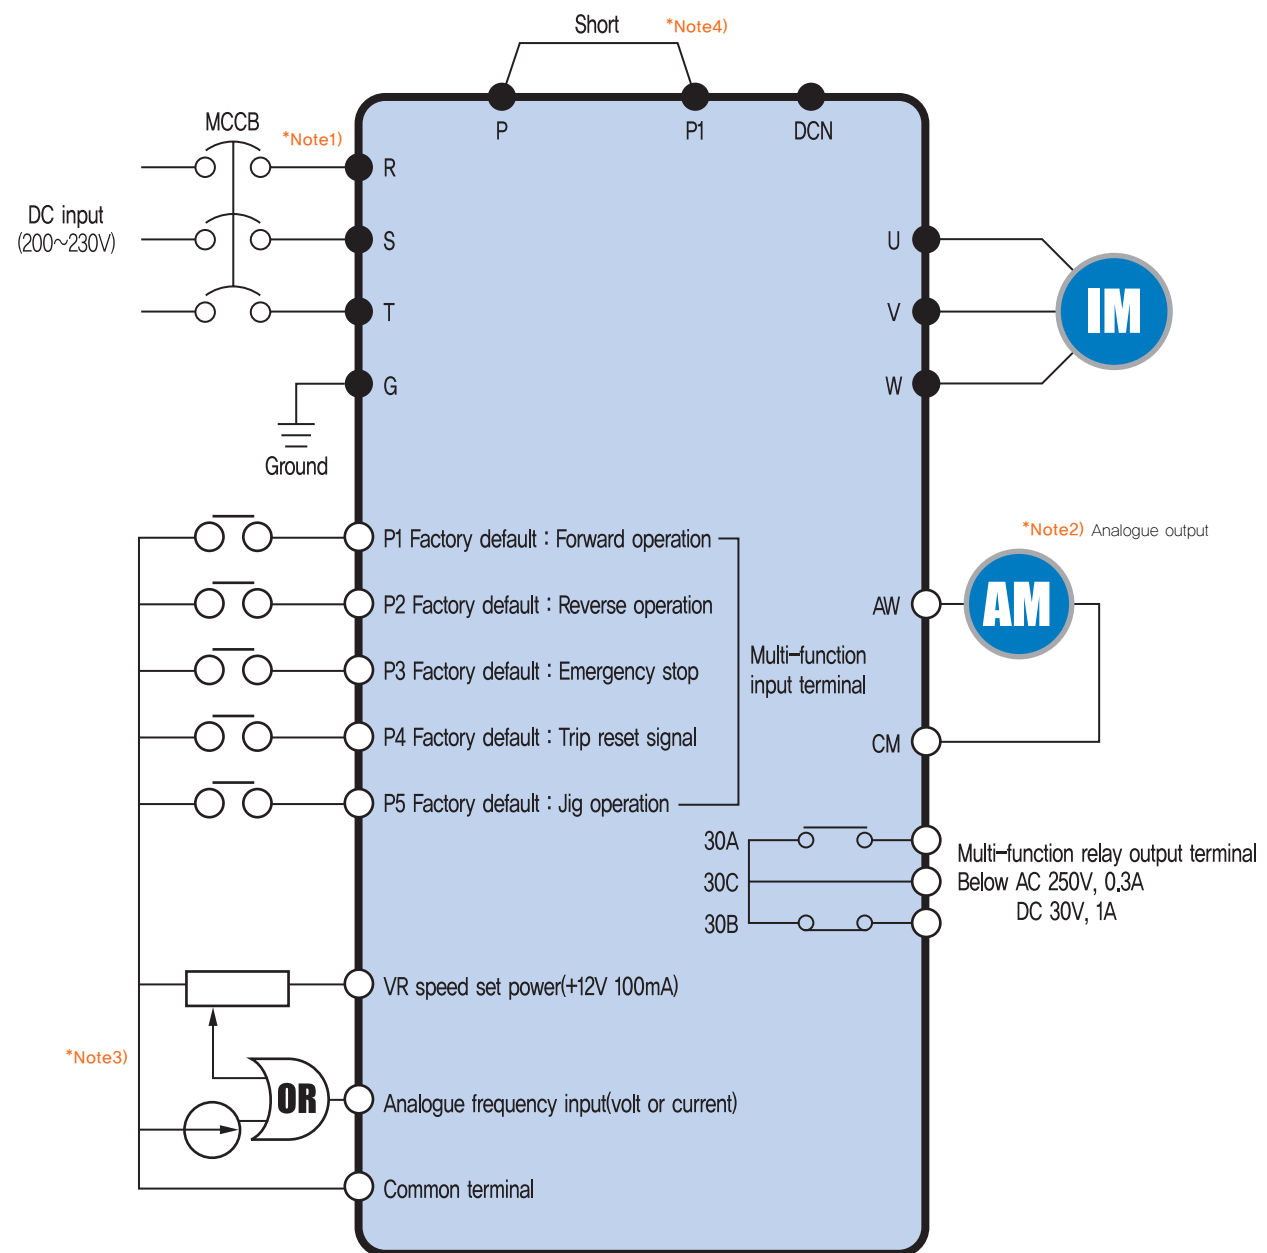 Short *Note4)
MCCB
*Note1)
P
P1
DCN
R
DC input
(200~230V)
S
T
G
Ground
U
V
W
IM
P1 Factory default : Forward operation
P2 Factory default : Reverse operation
P3 Factory default : Emergency stop
P4 Factory default : Trip reset signal
P5 Factory default : Jig operation
Multi-function
input terminal
*Note2) Analogue output
AW
AM
CM
30A
30C
30B
Multi-function relay output terminal
Below AC 250V, 0.3A
DC 30V, 1A
VR speed set power(+12V 100mA)
*Note3)
OR
Analogue frequency input(volt or current)
Common terminal